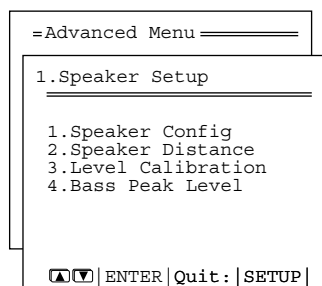 =Advanced Menu
1.Speaker Setup
1.Speaker Config
2.Speaker Distance
3.Level Calibration
4.Bass Peak Level
▲▼|ENTER|Quit:|SETUP|